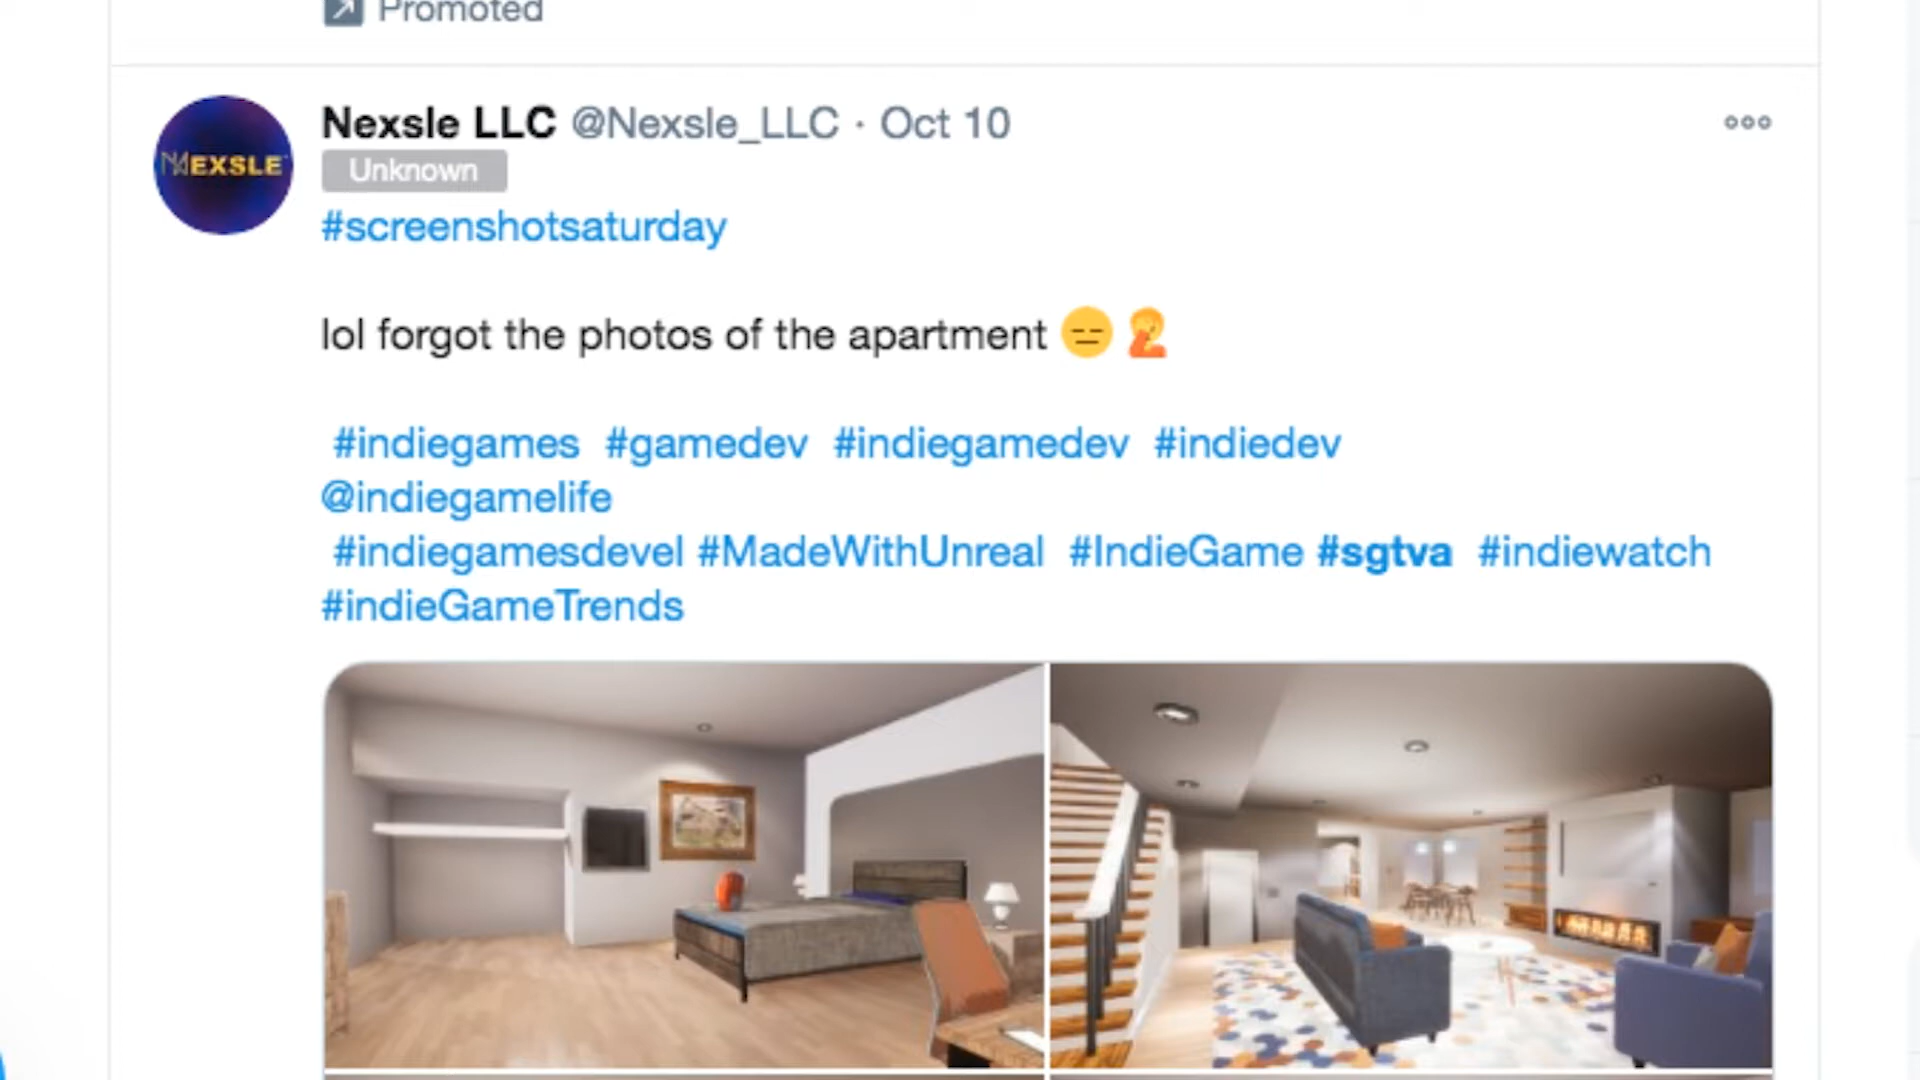 Promoted
Nexsle LLC @Nexsle_LLC · Oct 10
NEXSLE
Unknown
#screenshotsaturday
lol forgot the photos of the apartment 😑 🤦
#indiegames #gamedev #indiegamedev #indiedev
@indiegamelife
#indiegamesdevel #MadeWithUnreal #IndieGame #sgtva #indiewatch
#indieGameTrends